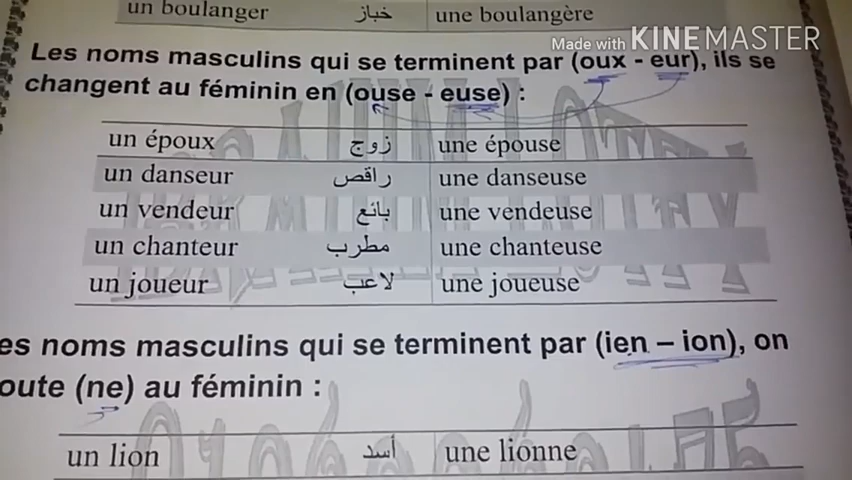 un boulanger خباز une boulangère
Made with KINEMASTER
Les noms masculins qui se terminent par (oux - eur), ils se
changent au féminin en (ouse - euse) :
un époux زوج une épouse
un danseur راقص une danseuse
un vendeur بائع une vendeuse
un chanteur مطرب une chanteuse
un joueur لاعب une joueuse
es noms masculins qui se terminent par (ien – ion), on
oute (ne) au féminin :
un lion أسد une lionne